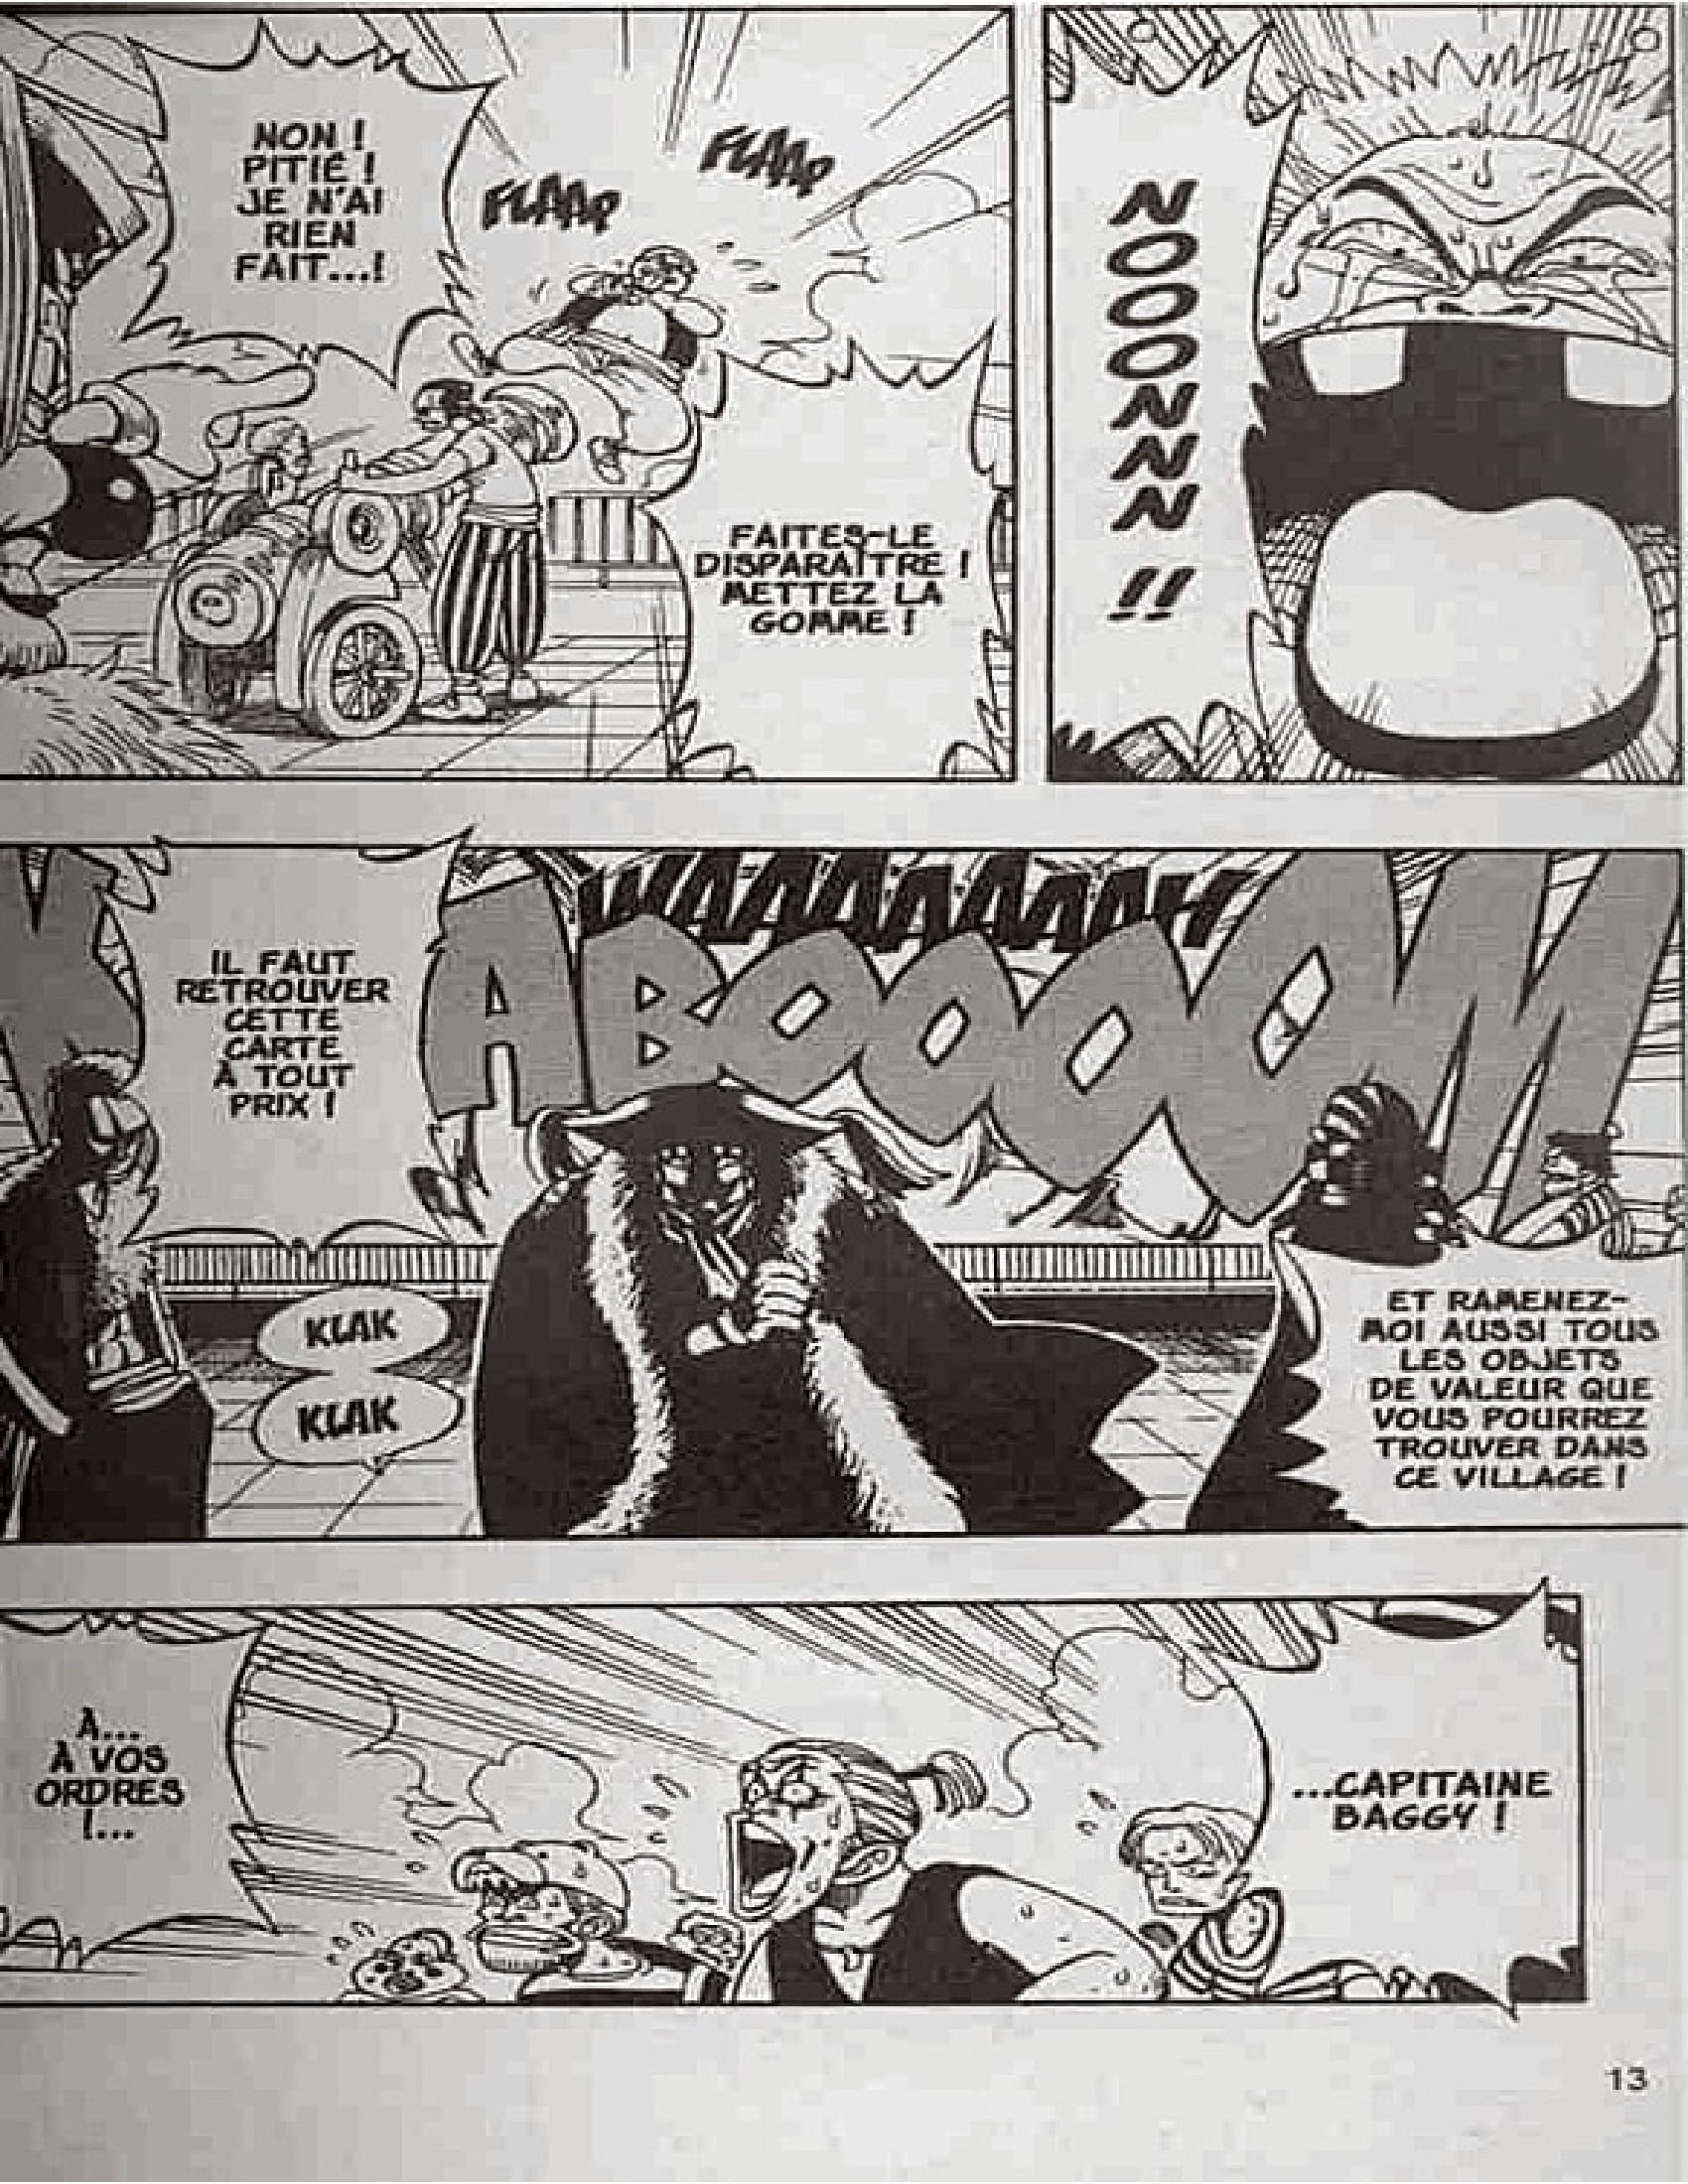 NON !
PITIÉ !
JE N'AI
RIEN
FAIT...!
FLAAP
FLAAP
FAITES-LE
DISPARAÎTRE !
METTEZ LA
GOMME !
NOOONNN !!
WAAAAAAAAH
ABOOOOM
IL FAUT
RETROUVER
CETTE
CARTE
À TOUT
PRIX !
KLAK
KLAK
ET RAMENEZ-
MOI AUSSI TOUS
LES OBJETS
DE VALEUR QUE
VOUS POURREZ
TROUVER DANS
CE VILLAGE !
À...
À VOS
ORDRES
!...
...CAPITAINE
BAGGY !
13